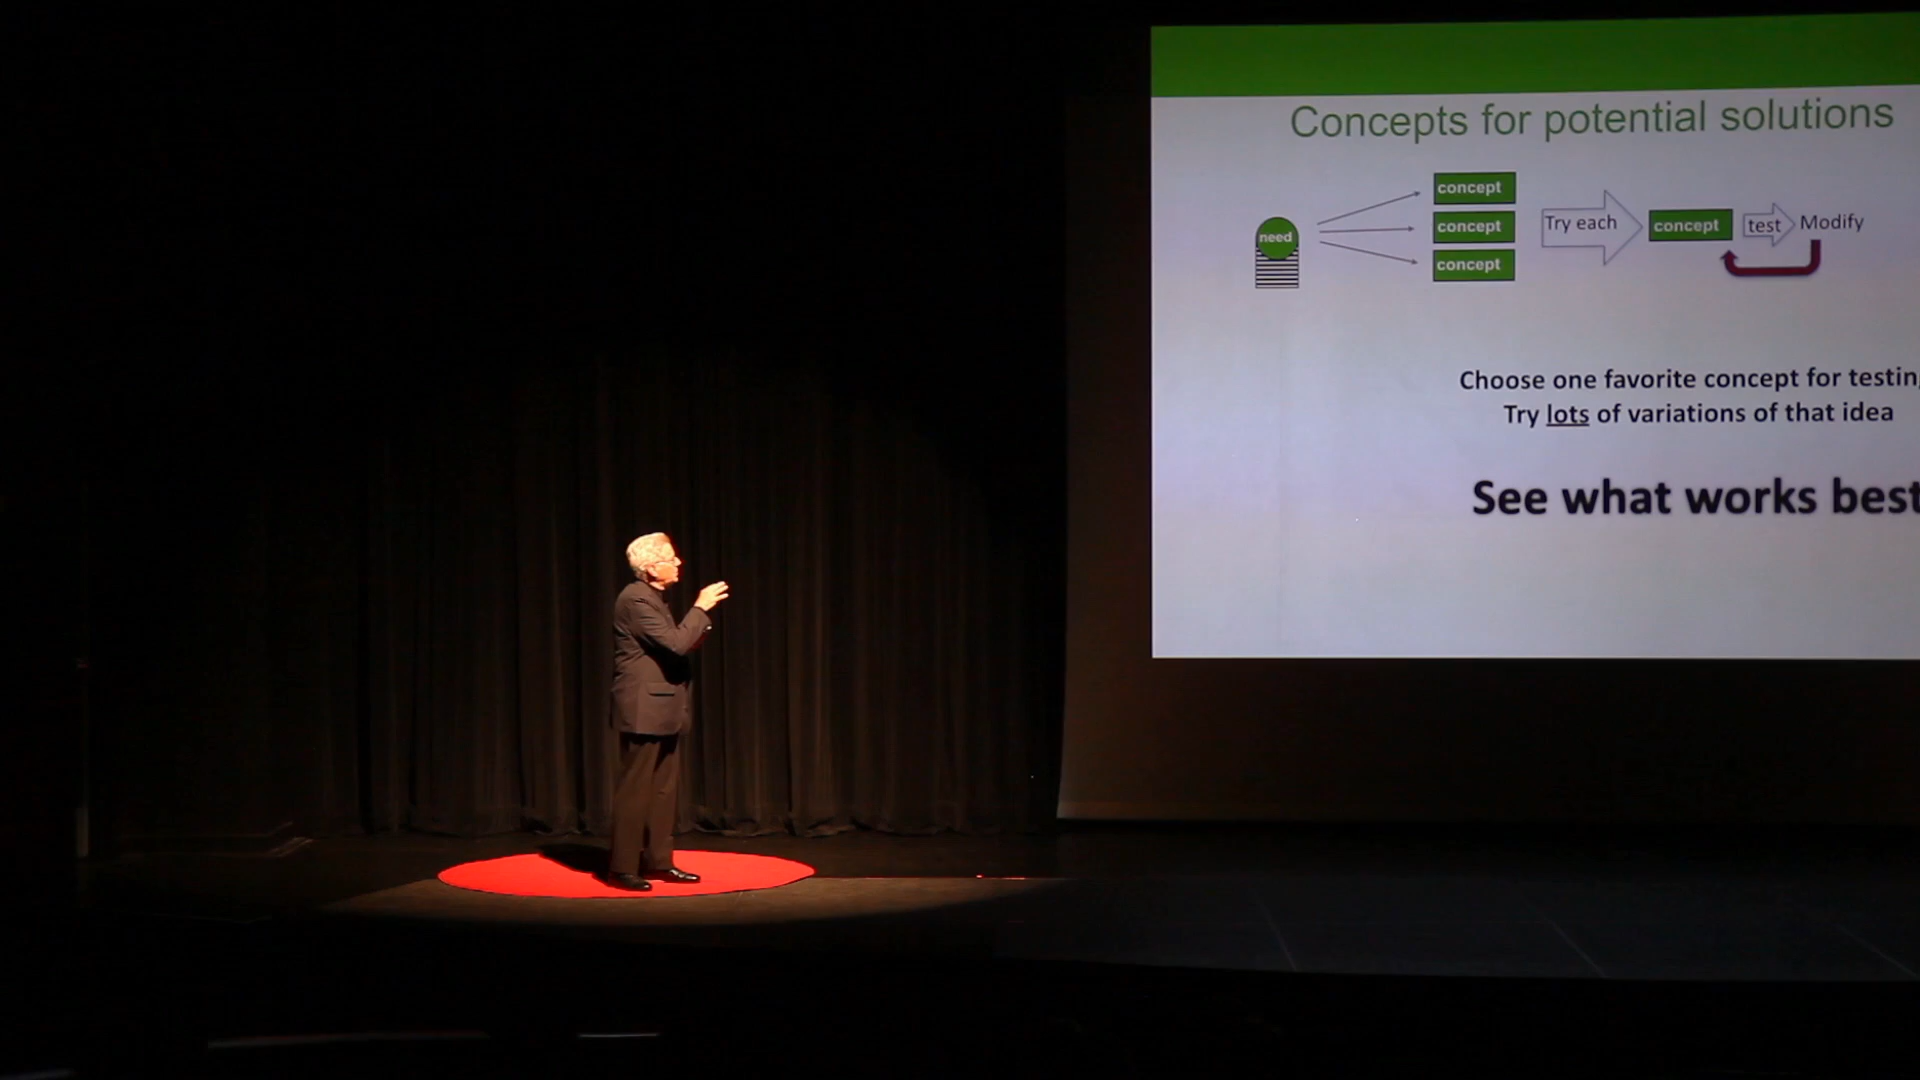 Concepts for potential solutions
need
concept
concept
concept
Try each
concept
test
Modify
Choose one favorite concept for testin
Try lots of variations of that idea
See what works best